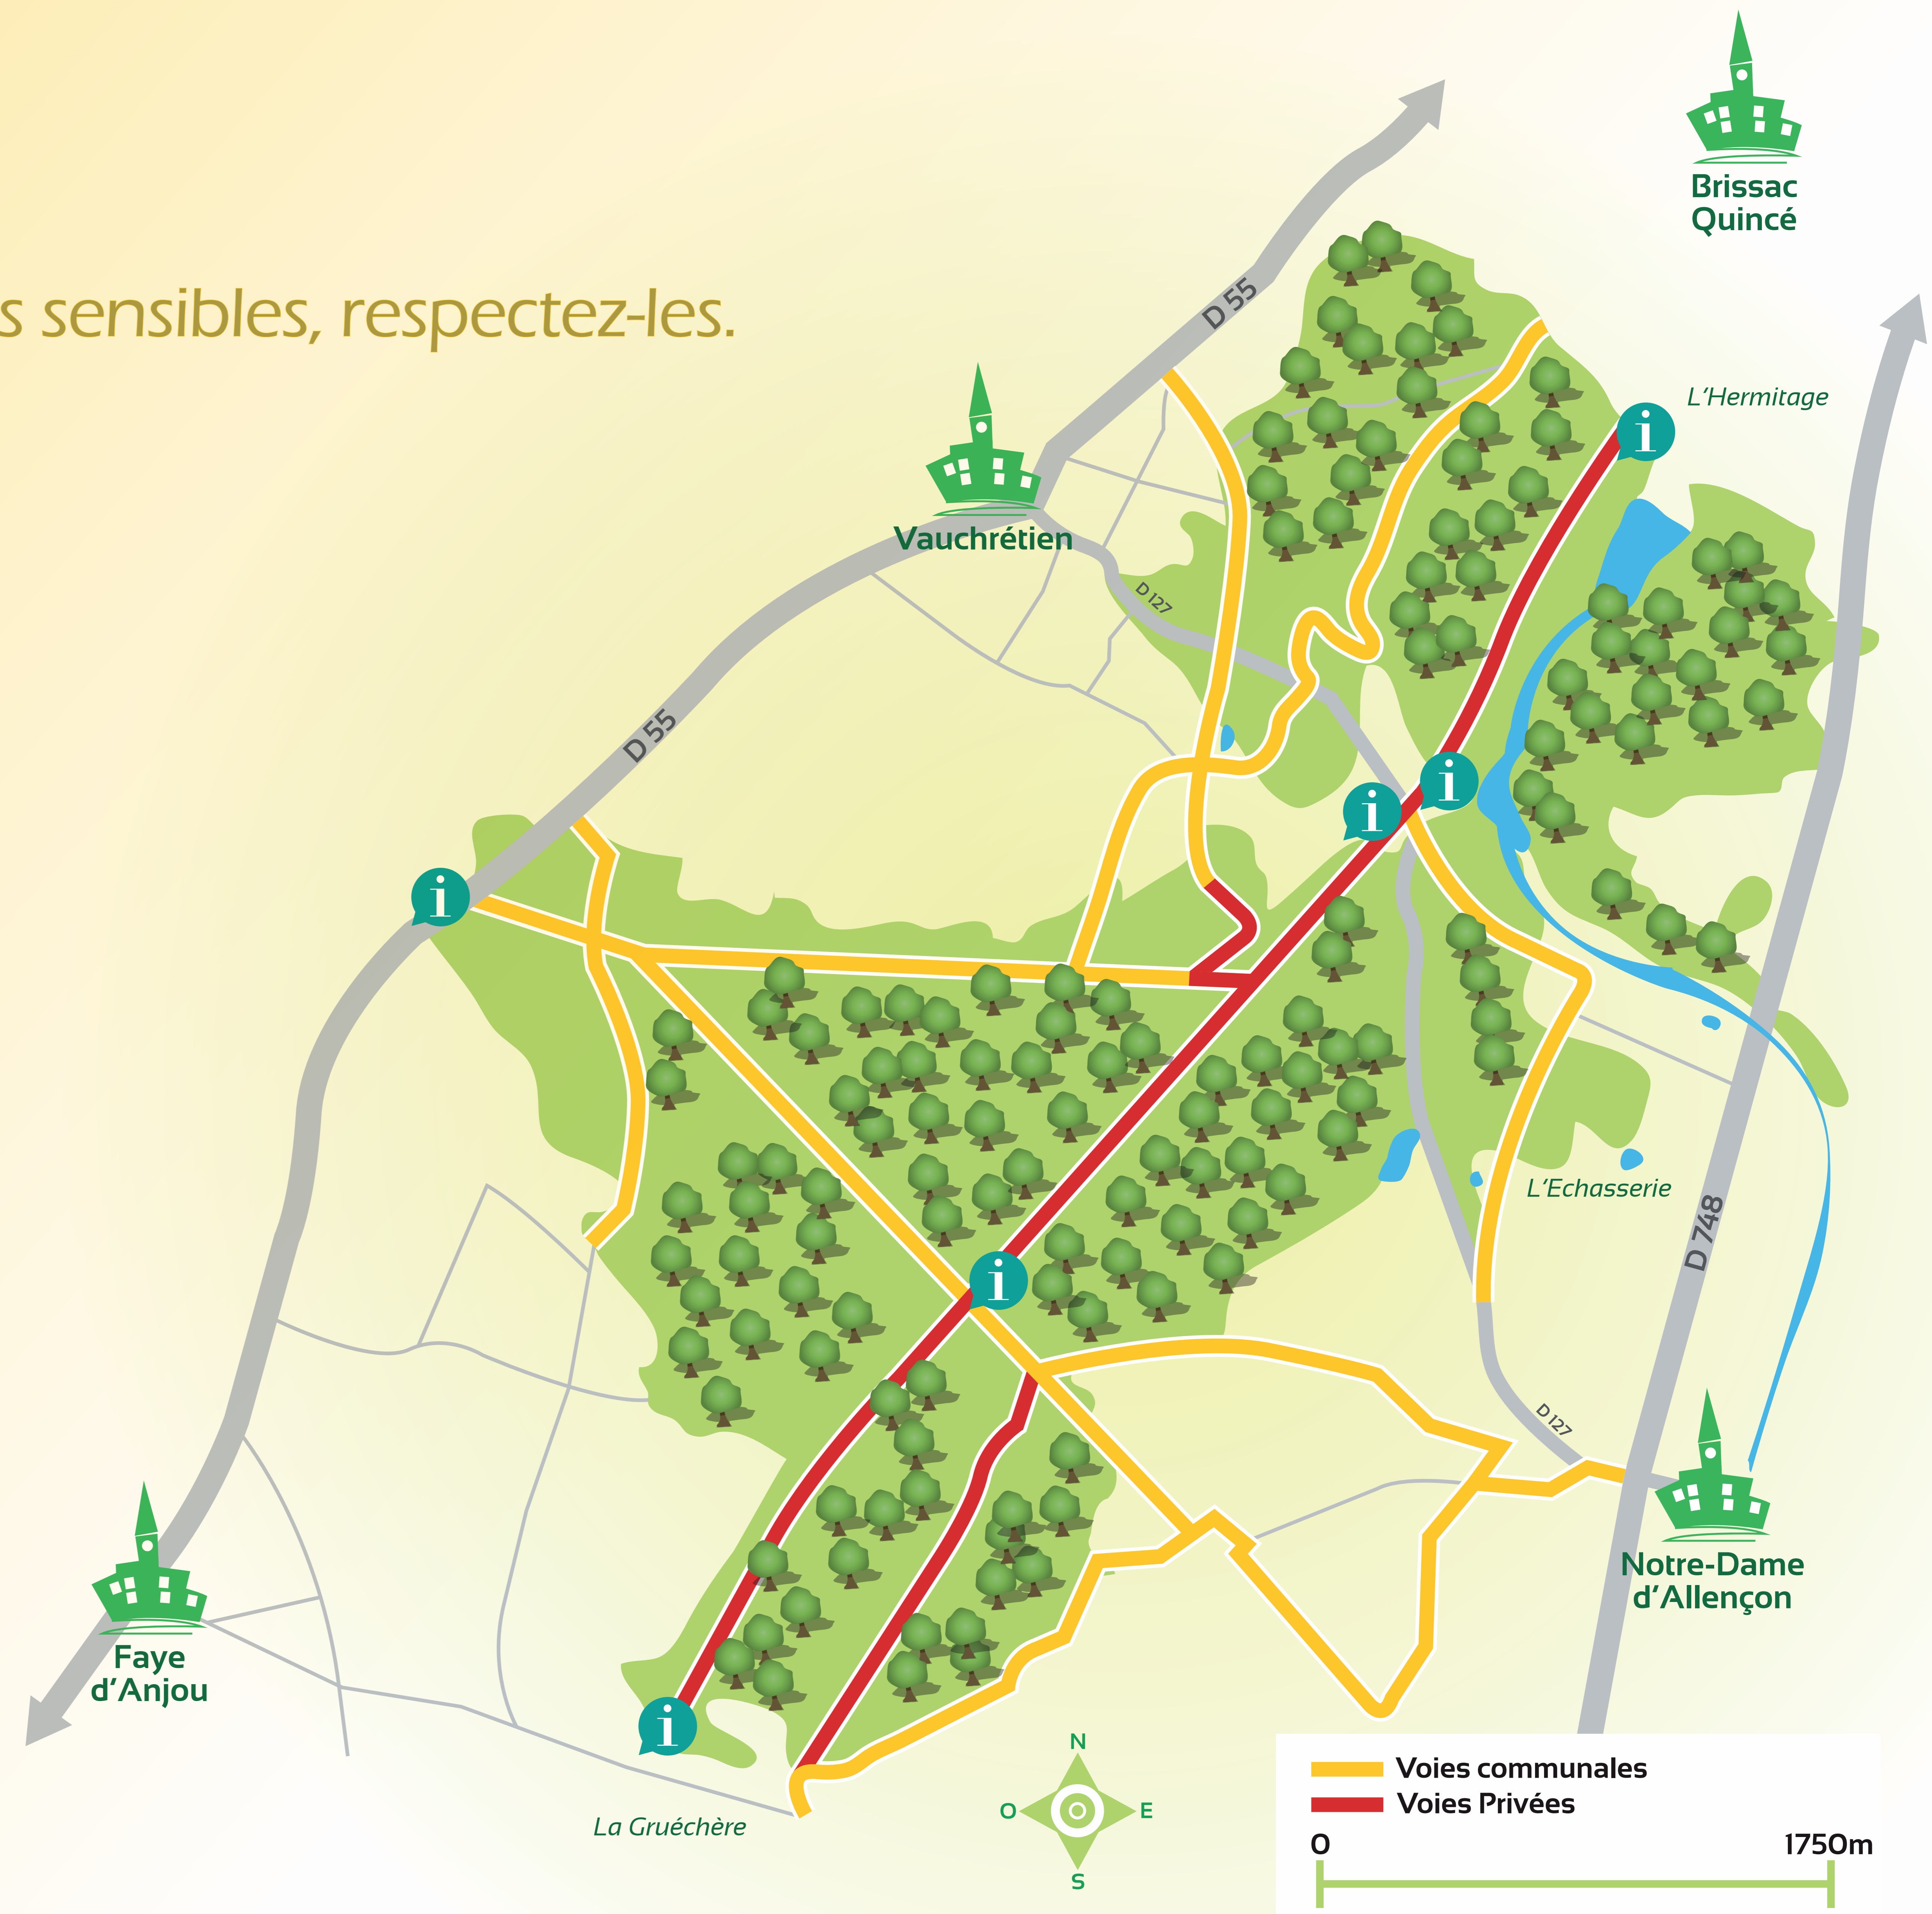 Brissac
Quincé
D 55
s sensibles, respectez-les.
L'Hermitage
Vauchrétien
D 127
D 55
i
i
i
i
L'Echasserie
D 748
i
D 127
Notre-Dame
d'Allençon
Faye
d'Anjou
i
La Gruéchère
N
O
E
S
Voies communales
Voies Privées
0
1750m